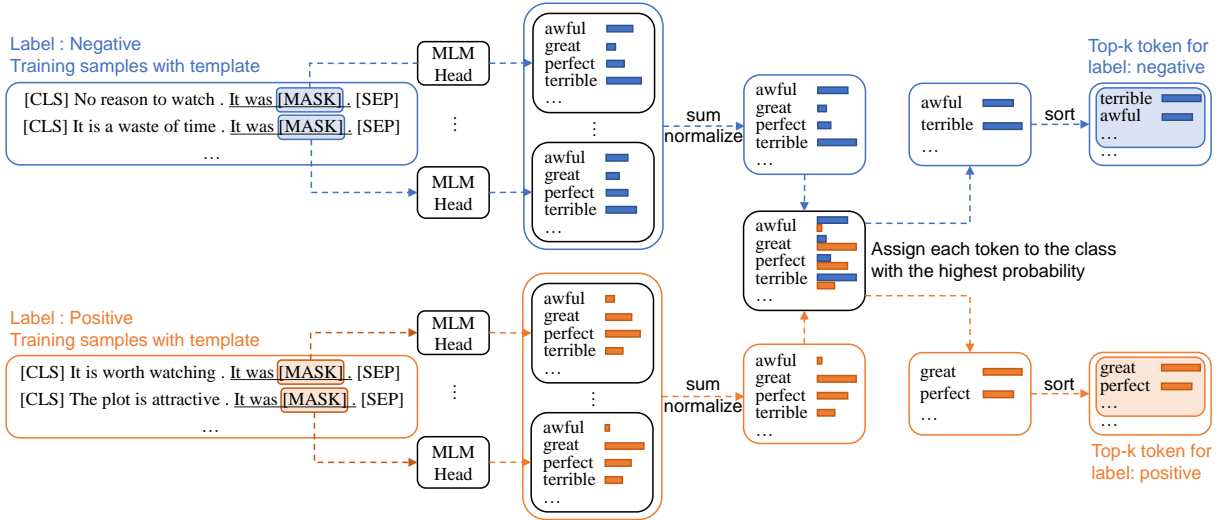 Label : Negative
Training samples with template
[CLS] No reason to watch . It was [MASK] . [SEP]
[CLS] It is a waste of time . It was [MASK] . [SEP]
…
MLM
Head
⋮
MLM
Head
awful
great
perfect
terrible
…
⋮
awful
great
perfect
terrible
…
sum
normalize
awful
great
perfect
terrible
…
awful
terrible
…
sort
Top-k token for
label: negative
terrible
awful
…
…
awful
great
perfect
terrible
…
Assign each token to the class
with the highest probability
Label : Positive
Training samples with template
[CLS] It is worth watching . It was [MASK] . [SEP]
[CLS] The plot is attractive . It was [MASK] . [SEP]
…
MLM
Head
⋮
MLM
Head
awful
great
perfect
terrible
…
⋮
awful
great
perfect
terrible
…
sum
normalize
awful
great
perfect
terrible
…
great
perfect
…
sort
great
perfect
…
…
Top-k token for
label: positive